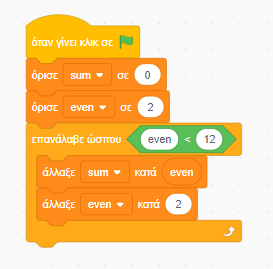 όταν γίνει κλικ σε
όρισε sum σε 0
όρισε even σε 2
επανάλαβε ώσπου even < 12
άλλαξε sum κατά even
άλλαξε even κατά 2